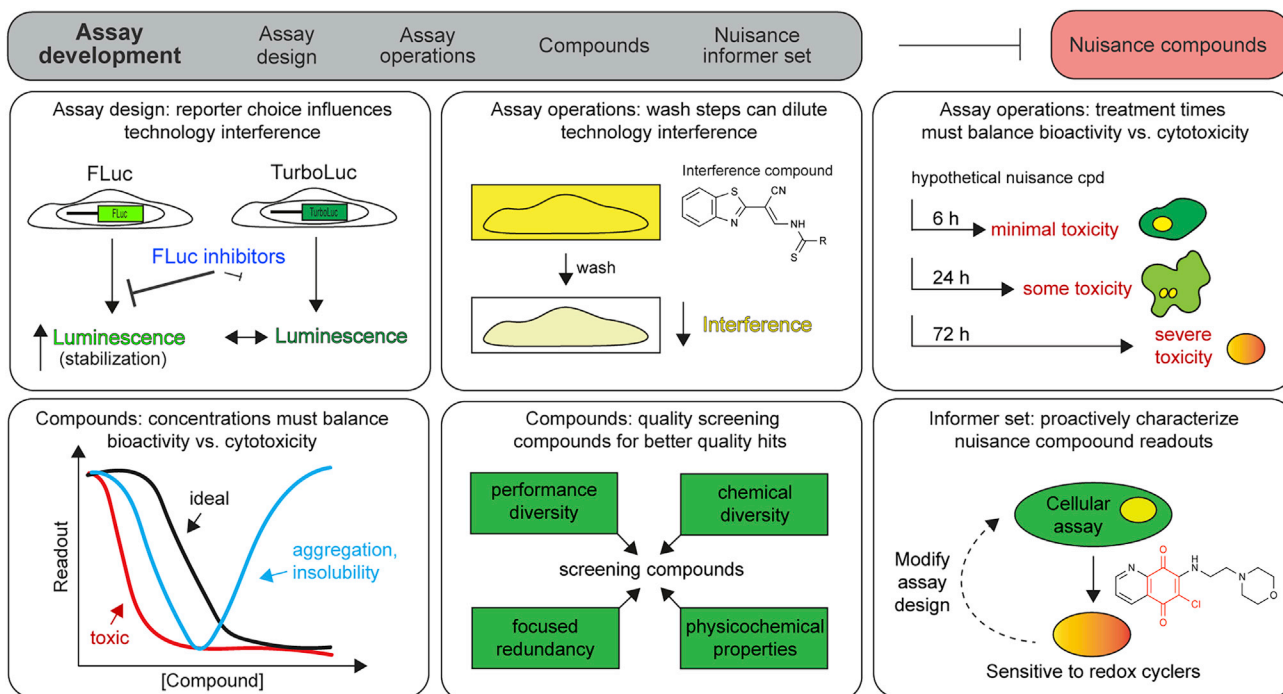 Assay
development
Assay
design
Assay
operations
Compounds
Nuisance
informer set
Nuisance compounds
Assay design: reporter choice influences
technology interference
FLuc
TurboLuc
FLuc
TurboLuc
FLuc inhibitors
Luminescence
(stabilization)
Luminescence
Assay operations: wash steps can dilute
technology interference
Interference compound
S
N
CN
NH
S
R
wash
Interference
Assay operations: treatment times
must balance bioactivity vs. cytotoxicity
hypothetical nuisance cpd
6 h
minimal toxicity
24 h
some toxicity
72 h
severe
toxicity
Compounds: concentrations must balance
bioactivity vs. cytotoxicity
Readout
ideal
aggregation,
insolubility
toxic
[Compound]
Compounds: quality screening
compounds for better quality hits
performance
diversity
chemical
diversity
screening compounds
focused
redundancy
physicochemical
properties
Informer set: proactively characterize
nuisance compoound readouts
Cellular
assay
Modify
assay
design
O
N
H
N
N
O
Cl
O
Sensitive to redox cyclers